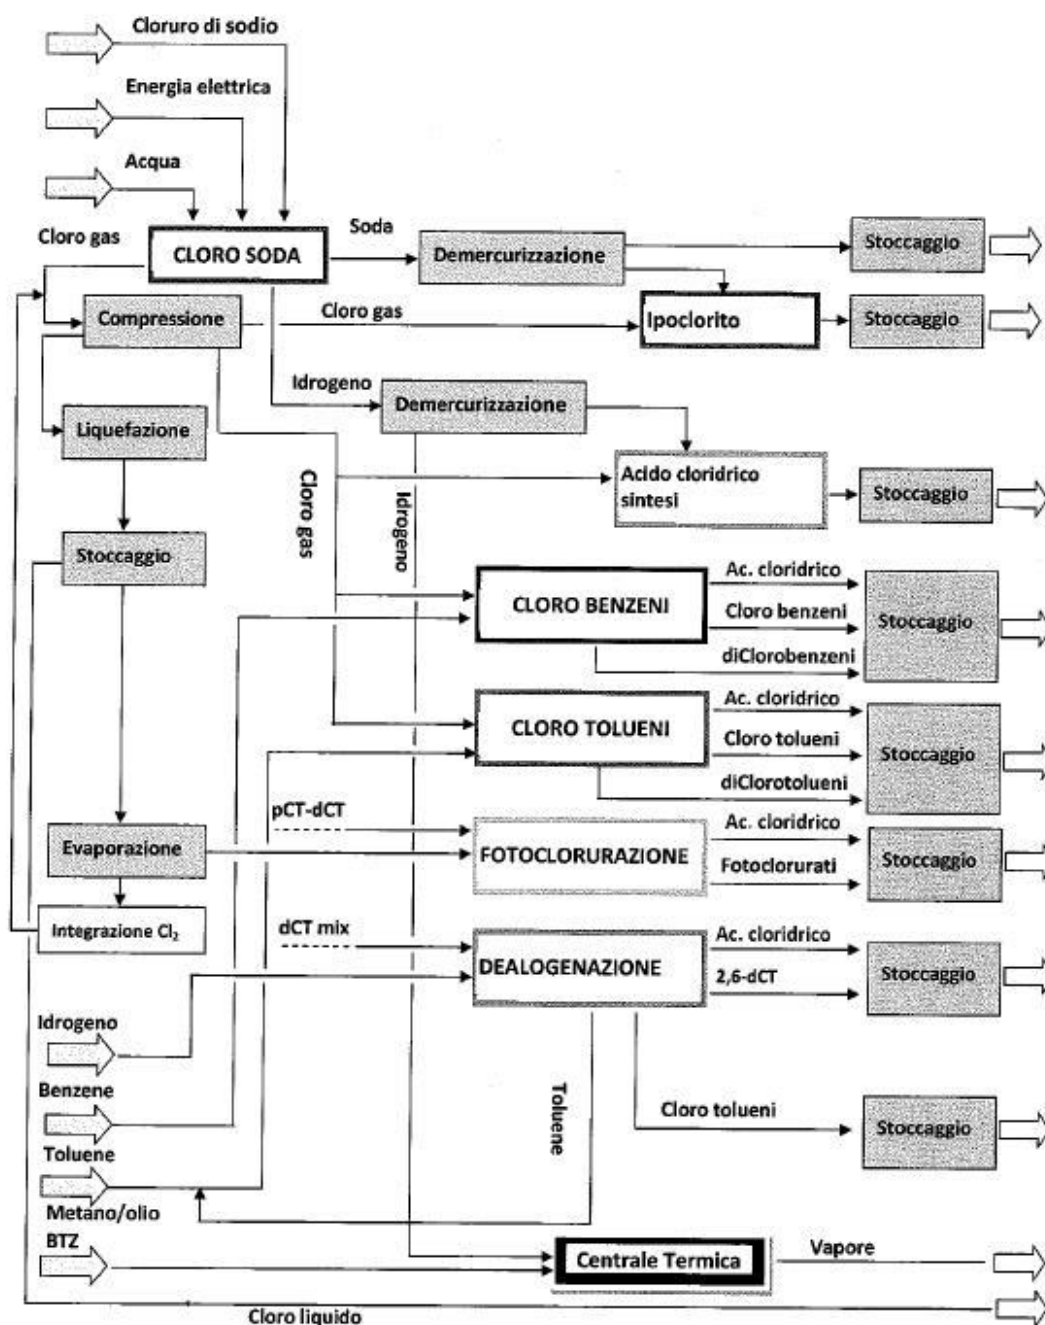 Cloruro di sodio
Energia elettrica
Acqua
Cloro gas
CLORO SODA
Soda
Demercurizzazione
Stoccaggio
Compressione
Cloro gas
Ipoclorito
Stoccaggio
Idrogeno
Demercurizzazione
Liquefazione
Cloro gas
Idrogeno
Acido cloridrico
sintesi
Stoccaggio
Stoccaggio
CLORO BENZENI
Ac. cloridrico
Cloro benzeni
diClorobenzeni
Stoccaggio
CLORO TOLUENI
Ac. cloridrico
Cloro tolueni
diClorotolueni
Stoccaggio
pCT-dCT
Evaporazione
FOTOCLORURAZIONE
Ac. cloridrico
Fotoclorurati
Stoccaggio
Integrazione Cl₂
dCT mix
DEALOGENAZIONE
Ac. cloridrico
2,6-dCT
Stoccaggio
Idrogeno
Benzene
Toluene
Cloro tolueni
Stoccaggio
Toluene
Metano/olio
BTZ
Centrale Termica
Vapore
Cloro liquido